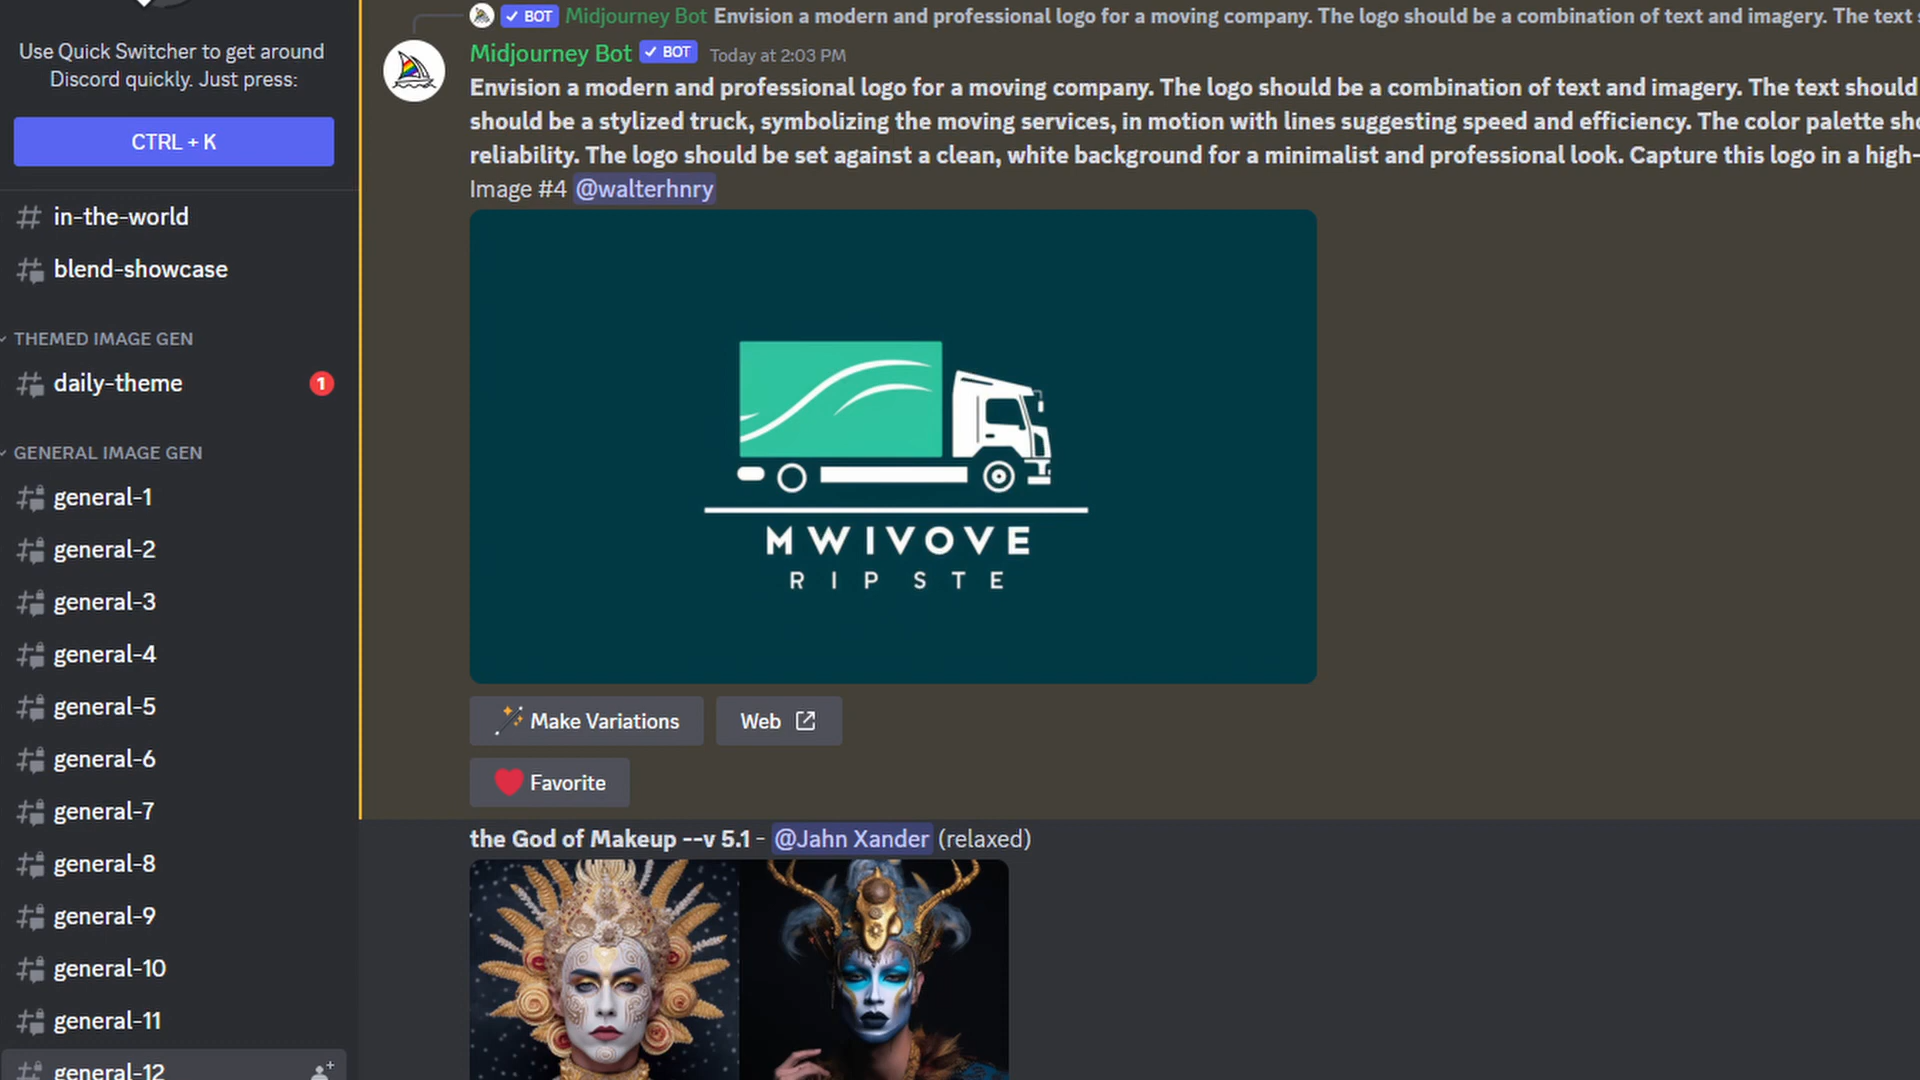 Use Quick Switcher to get around
Discord quickly. Just press:
CTRL + K
in-the-world
blend-showcase
THEMED IMAGE GEN
daily-theme
1
GENERAL IMAGE GEN
general-1
general-2
general-3
general-4
general-5
general-6
general-7
general-8
general-9
general-10
general-11
general-12
BOT Midjourney Bot Envision a modern and professional logo for a moving company. The logo should be a combination of text and imagery. The text
Midjourney Bot BOT Today at 2:03 PM
Envision a modern and professional logo for a moving company. The logo should be a combination of text and imagery. The text should
should be a stylized truck, symbolizing the moving services, in motion with lines suggesting speed and efficiency. The color palette sho
reliability. The logo should be set against a clean, white background for a minimalist and professional look. Capture this logo in a high-
Image #4 @walterhnry
MWIVOVE
RIPSTE
Make Variations
Web
Favorite
the God of Makeup --v 5.1 - @Jahn Xander (relaxed)